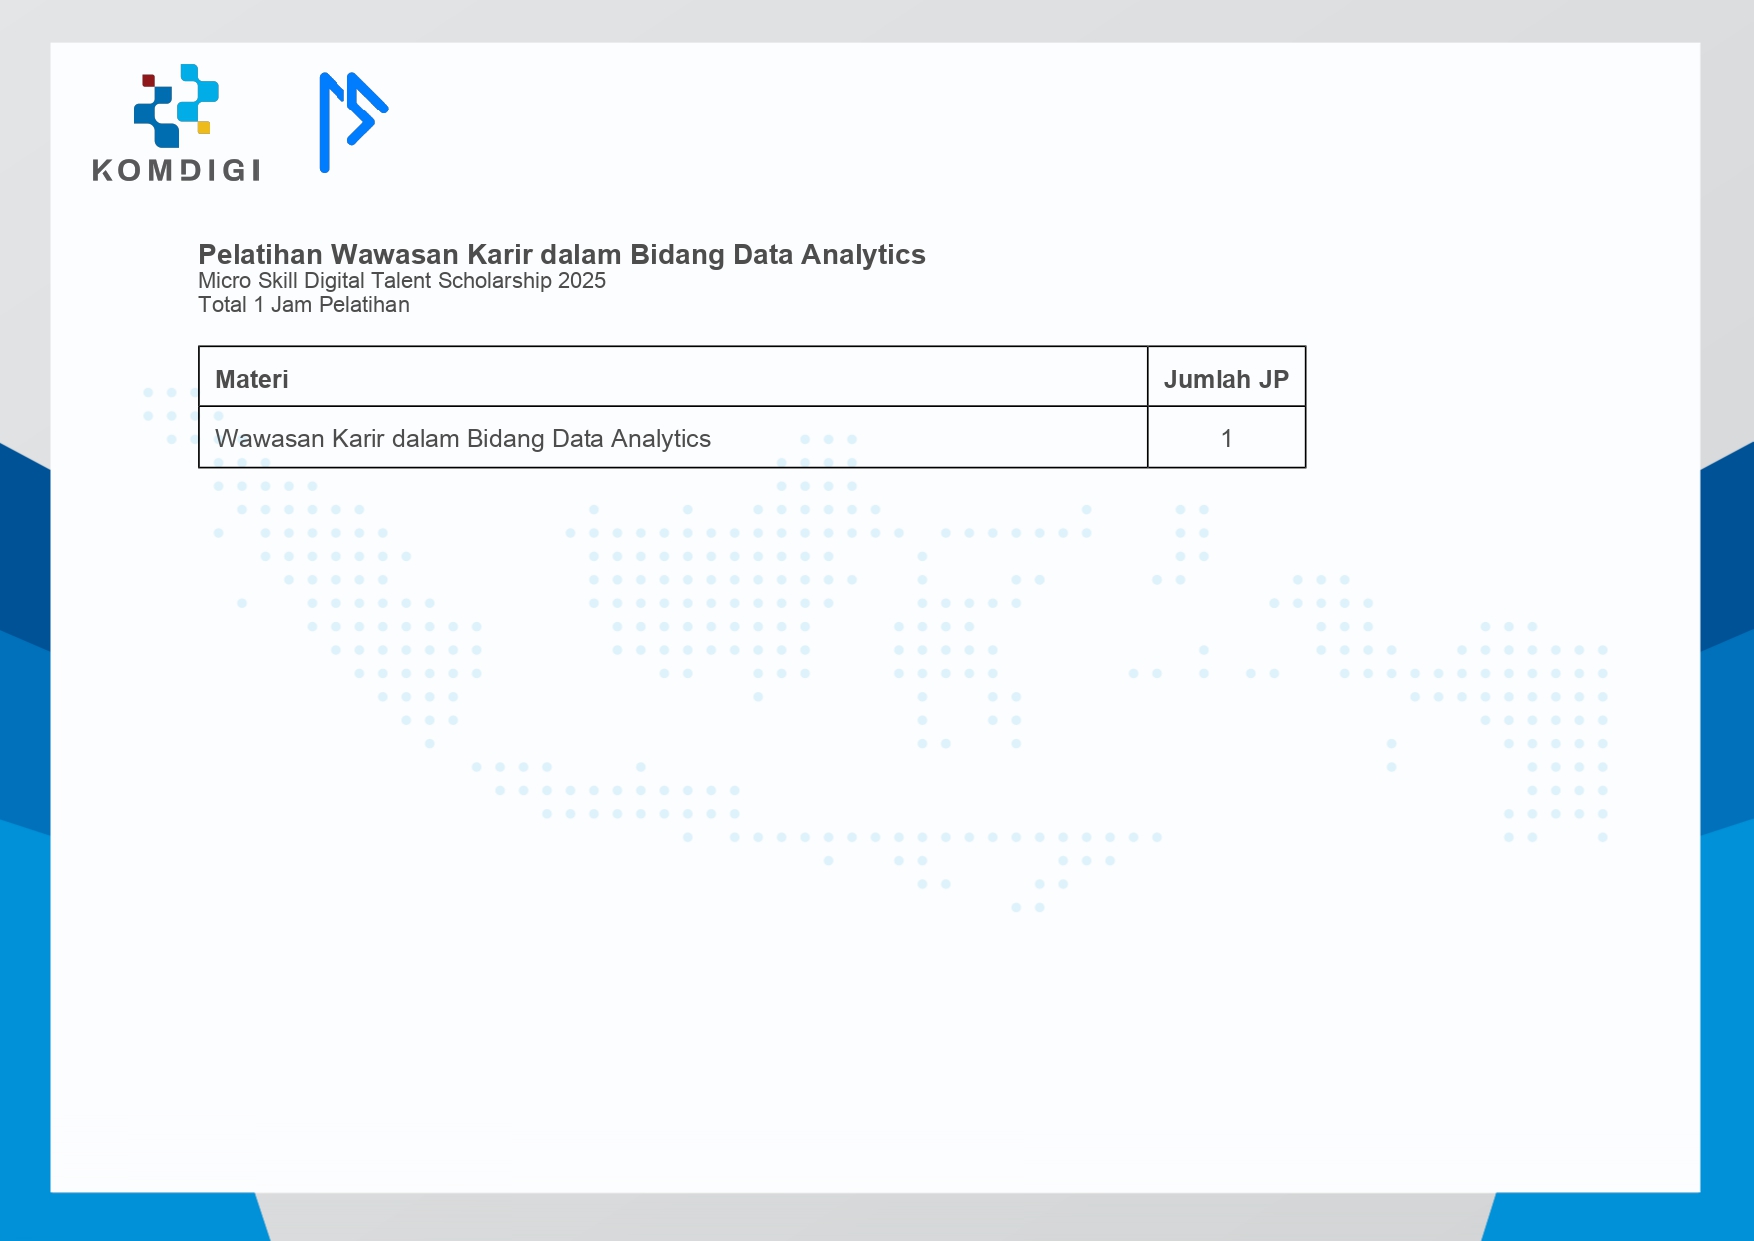 KOMDIGI
Pelatihan Wawasan Karir dalam Bidang Data Analytics
Micro Skill Digital Talent Scholarship 2025
Total 1 Jam Pelatihan
Materi Jumlah JP
Wawasan Karir dalam Bidang Data Analytics 1